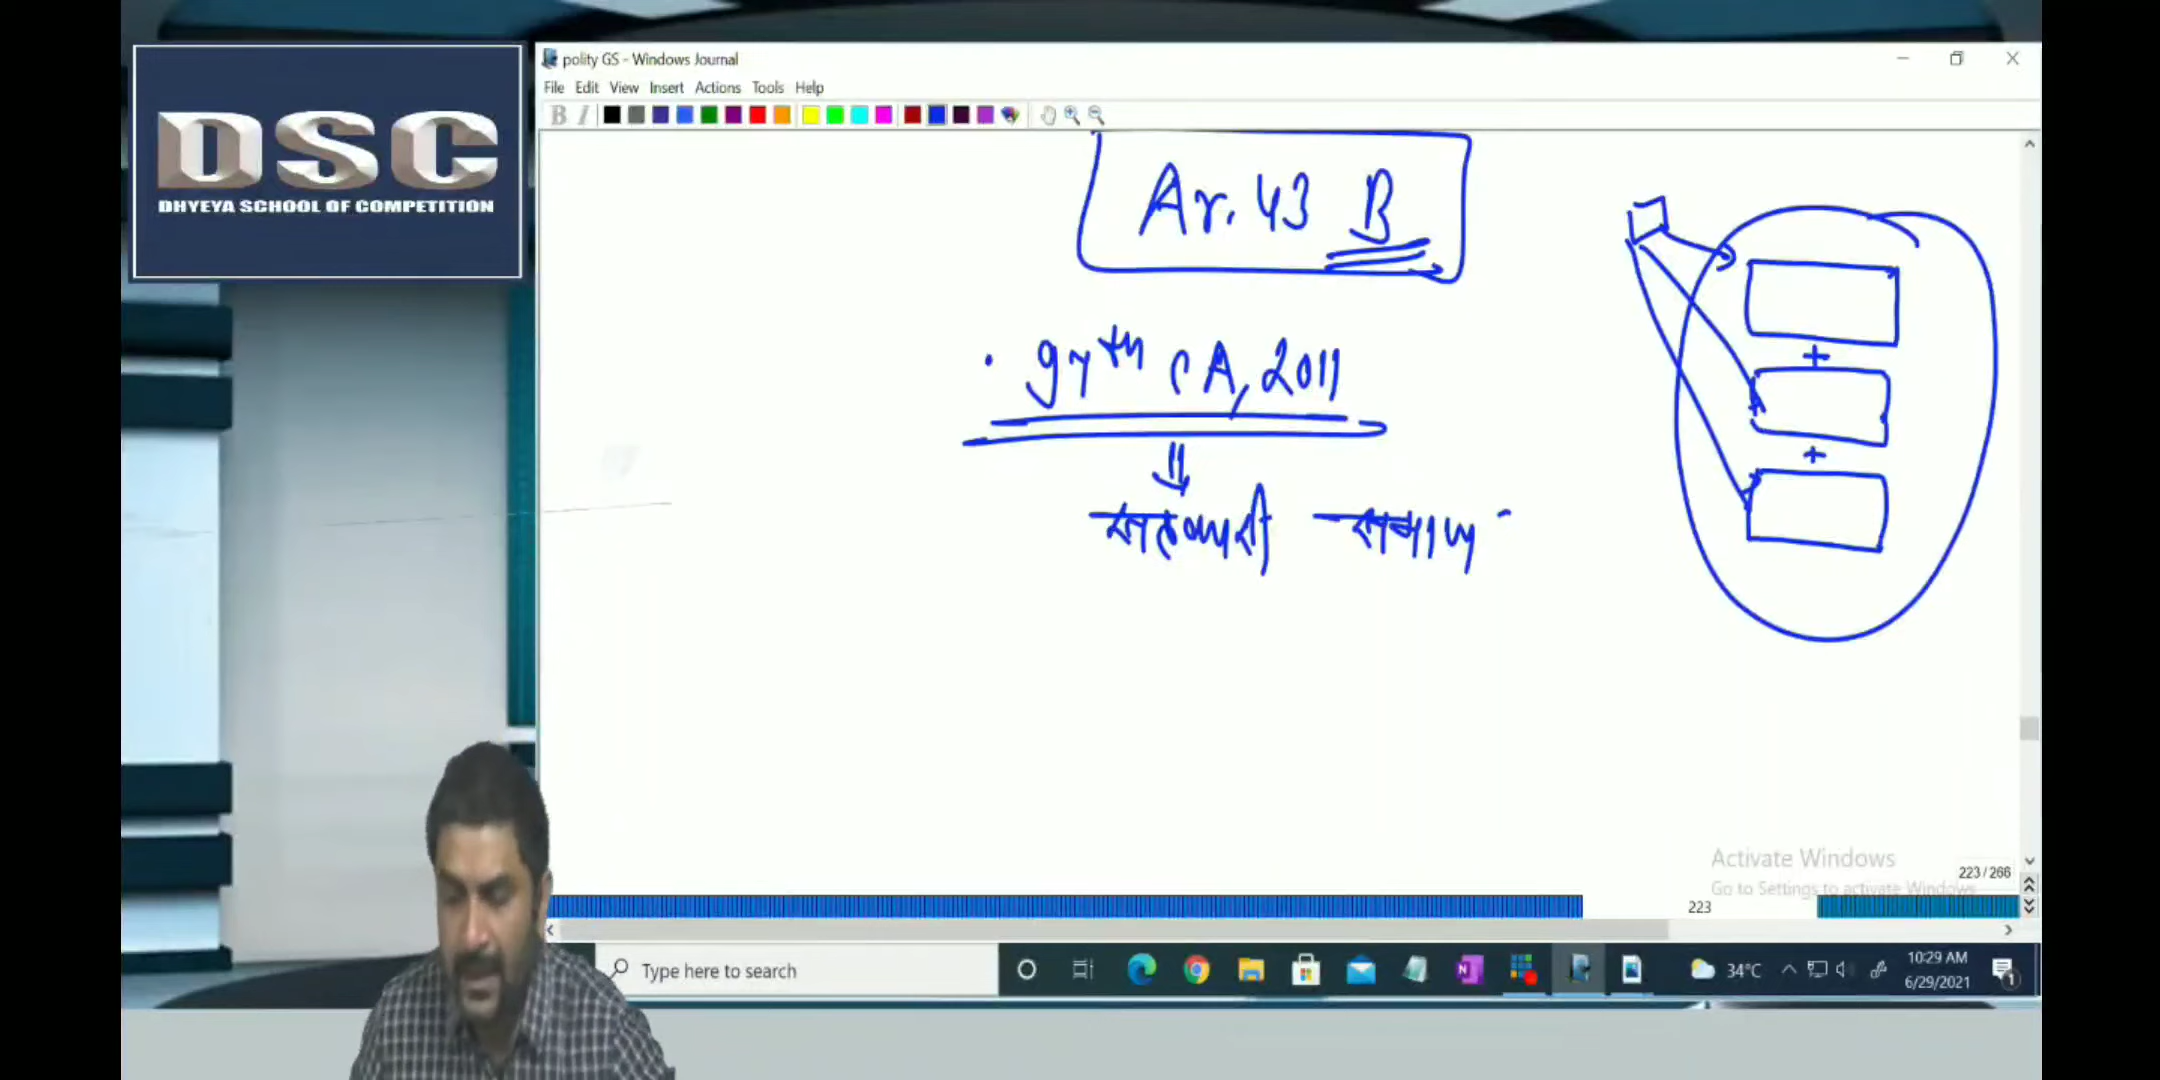 DSC
DHYEYA SCHOOL OF COMPETITION
polity GS - Windows Journal
File Edit View Insert Actions Tools Help
B I
Ar. 43 B
97th CA, 2011
सहकारी समाज
Activate Windows
Go to Settings to activate Windows.
223 / 266
223
Type here to search
34°C
10:29 AM
6/29/2021
1